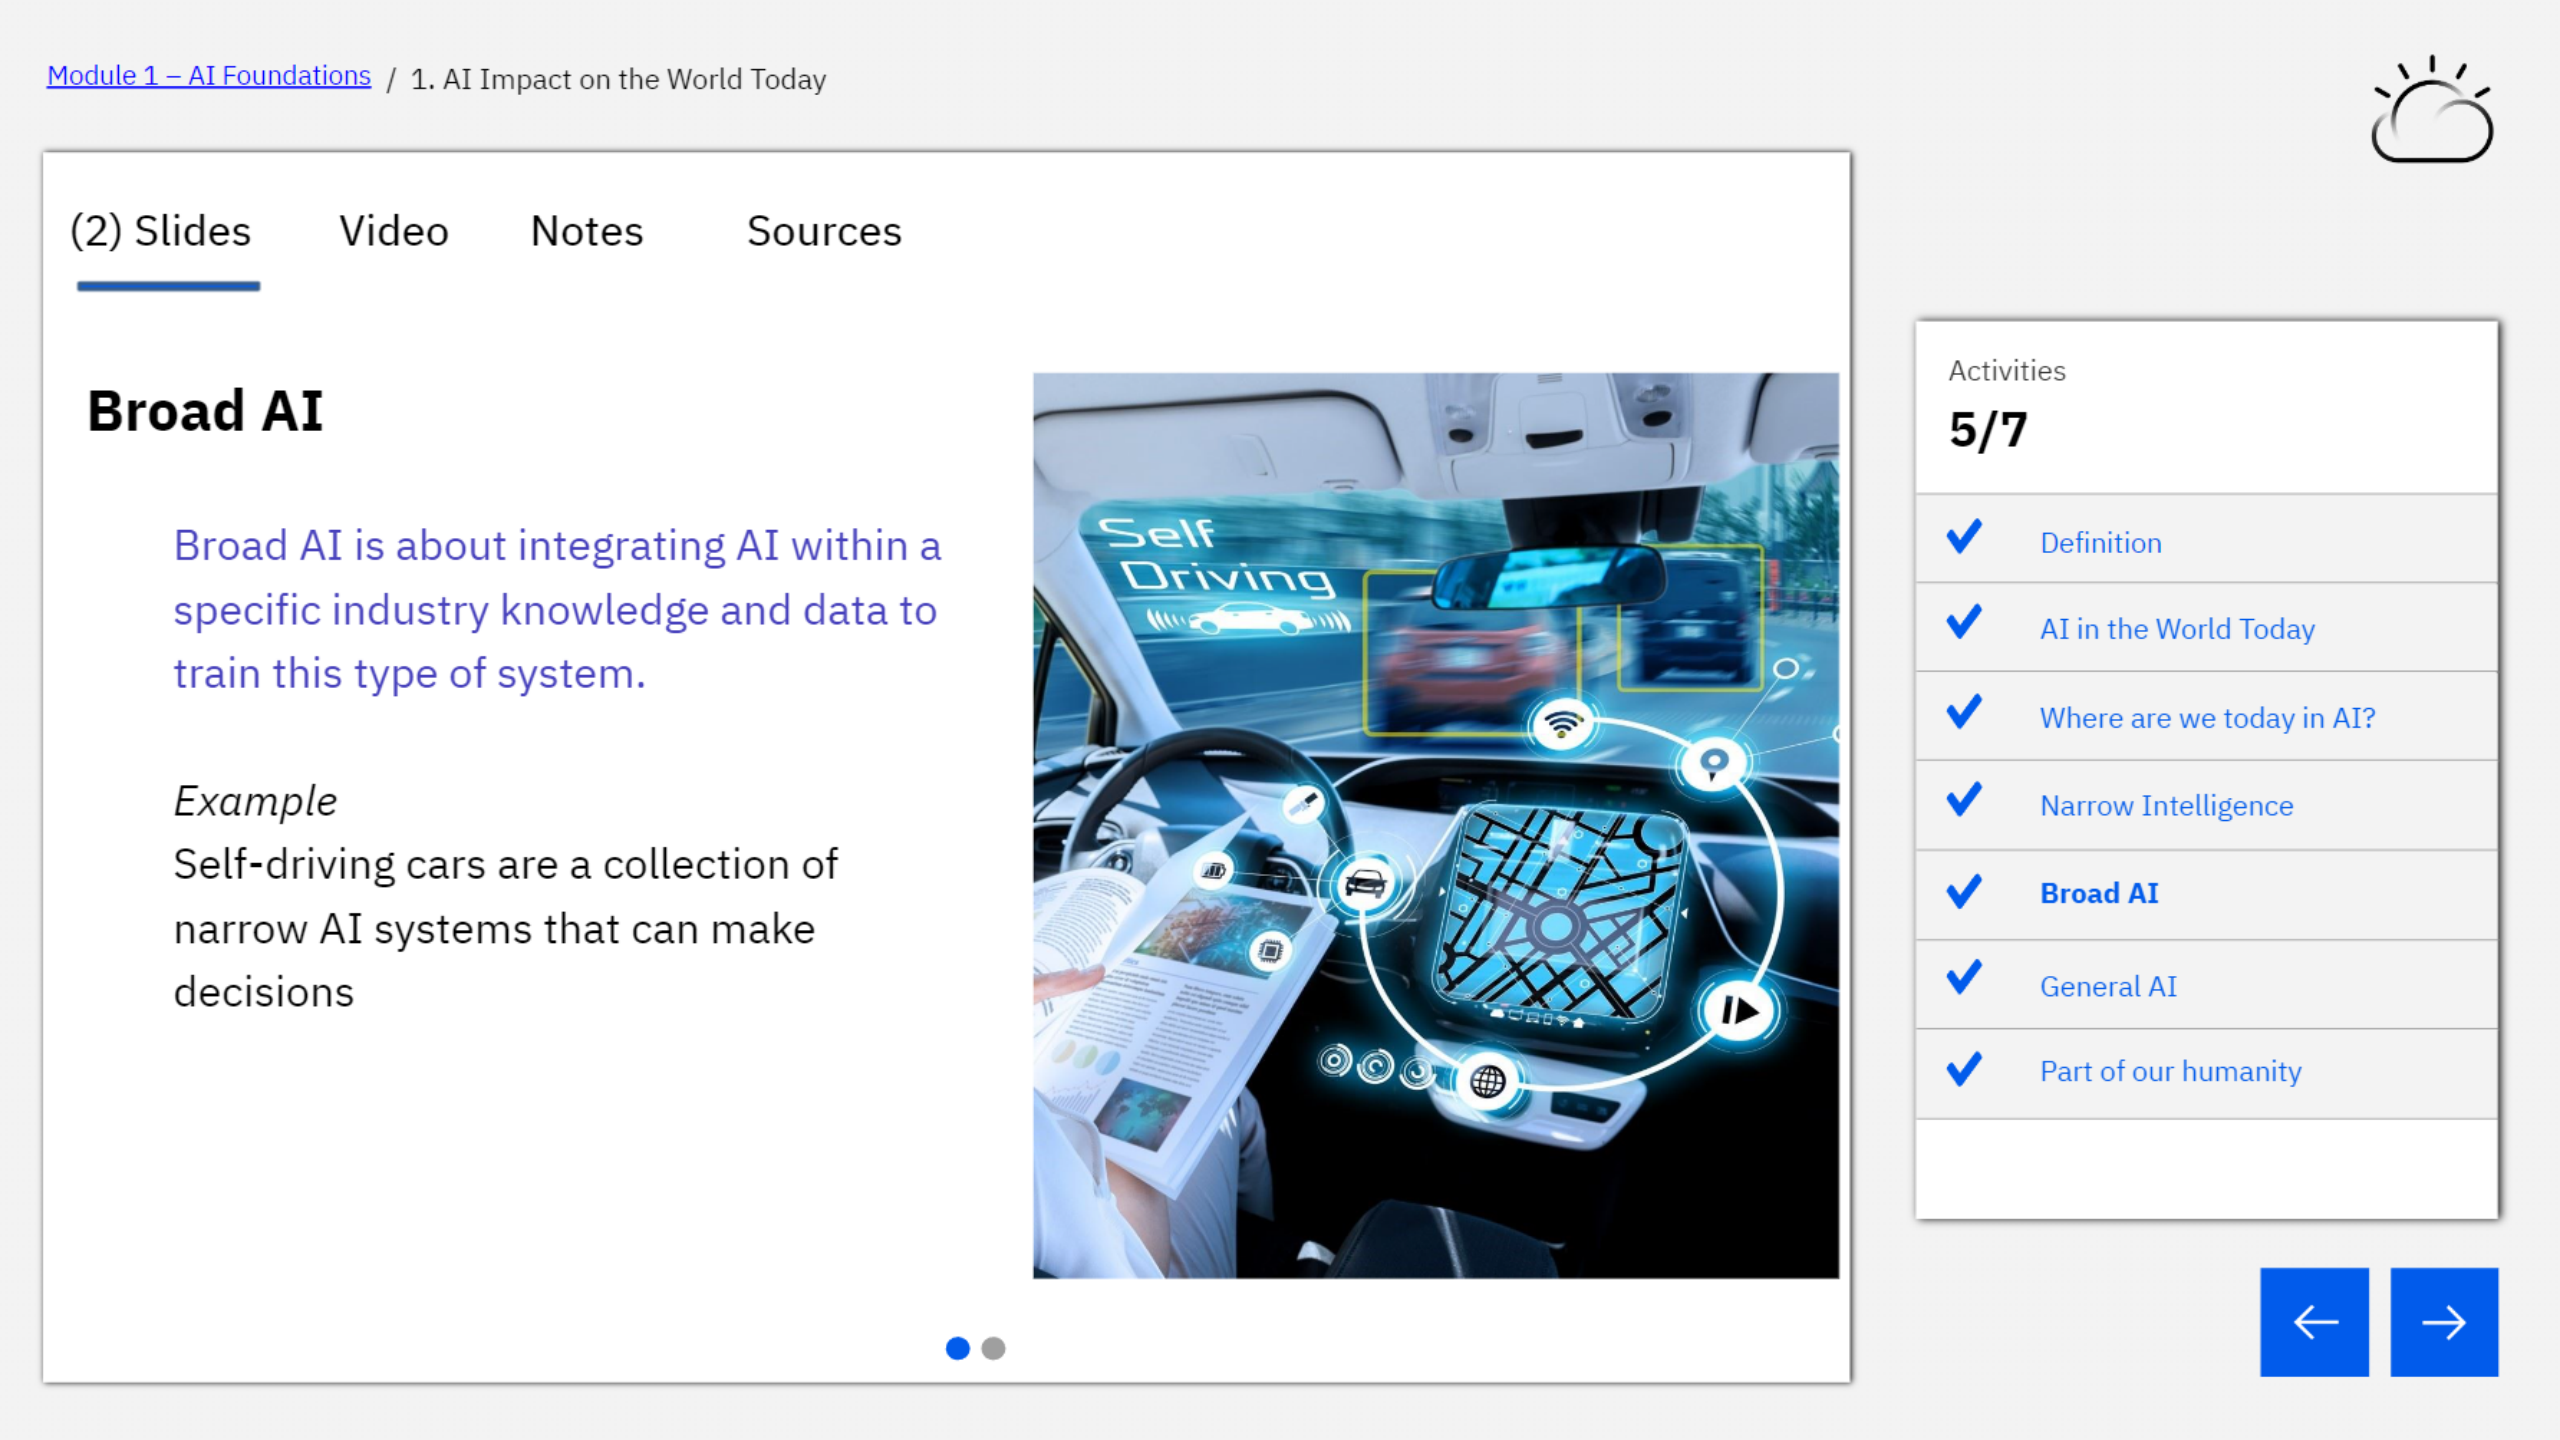 Module 1 – AI Foundations / 1. AI Impact on the World Today
(2) Slides Video Notes Sources
Broad AI
Broad AI is about integrating AI within a
specific industry knowledge and data to
train this type of system.
Example
Self-driving cars are a collection of
narrow AI systems that can make
decisions
Self
Driving
Activities
5/7
Definition
AI in the World Today
Where are we today in AI?
Narrow Intelligence
Broad AI
General AI
Part of our humanity